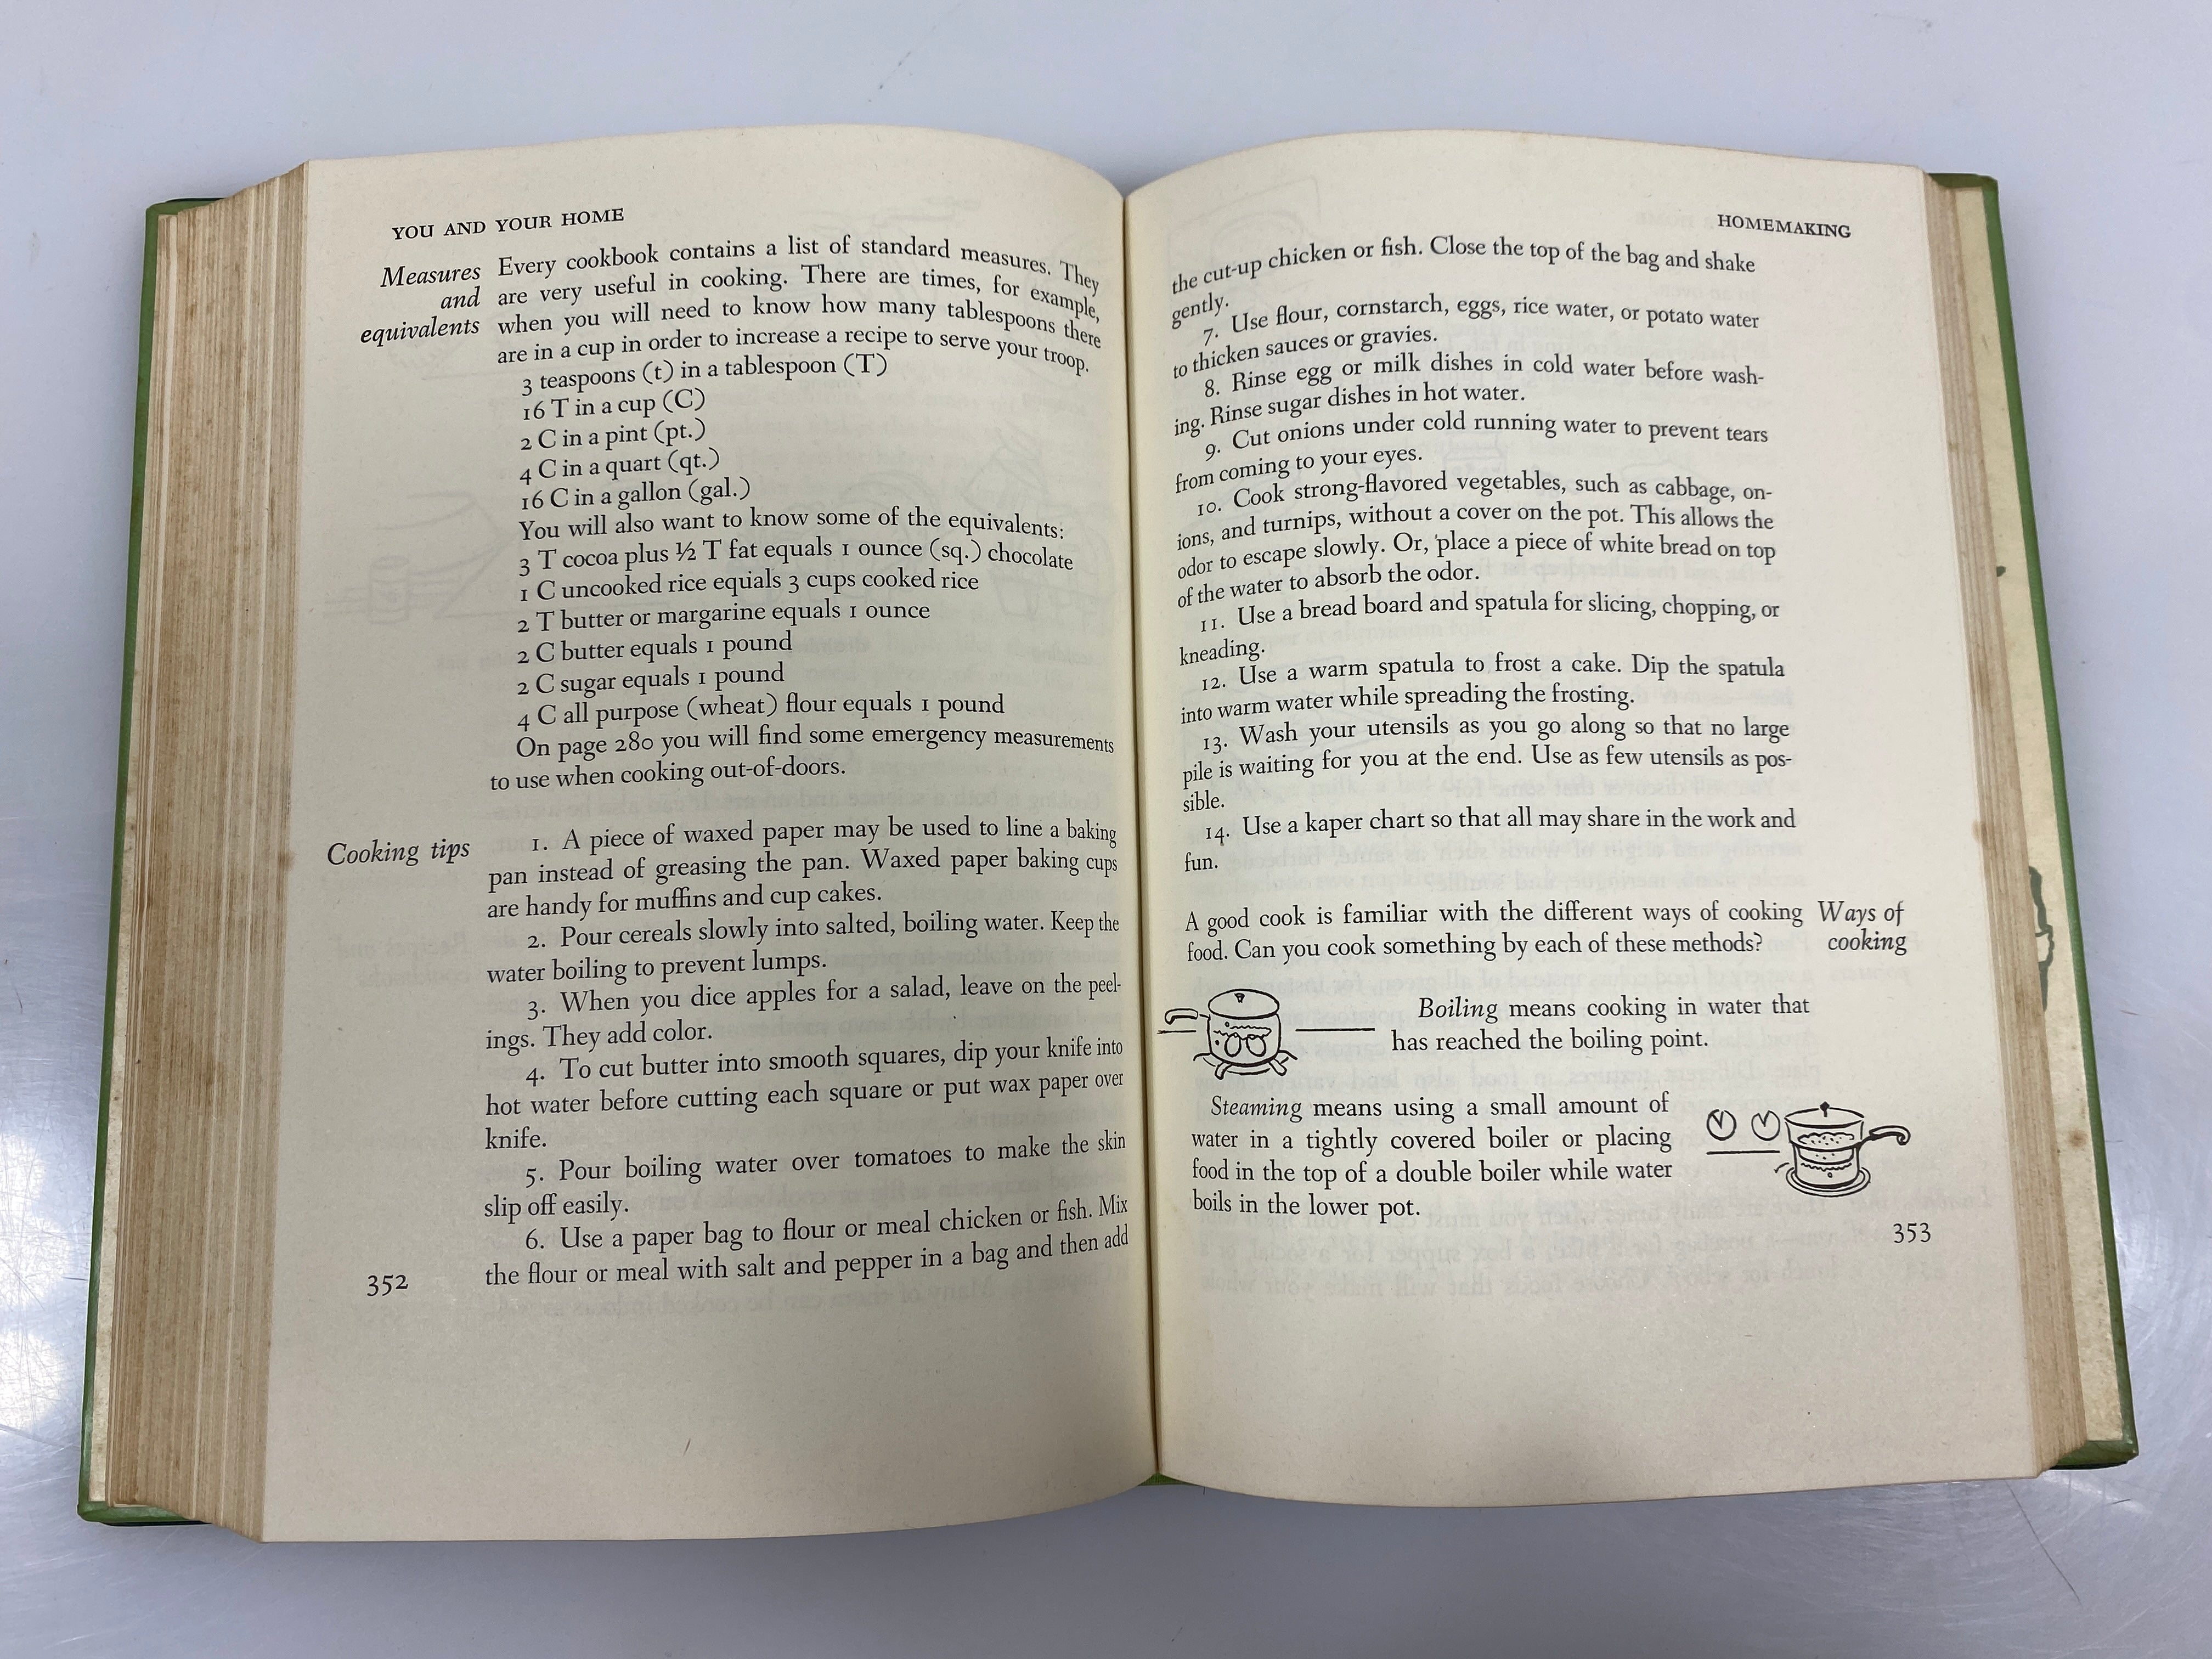 YOU AND YOUR HOME
Measures
and
equivalents
Every cookbook contains a list of standard measures. They
are very useful in cooking. There are times, for example,
when you will need to know how many tablespoons there
are in a cup in order to increase a recipe to serve your troop.
3 teaspoons (t) in a tablespoon (T)
16 T in a cup (C)
2 C in a pint (pt.)
4 C in a quart (qt.)
16 C in a gallon (gal.)
You will also want to know some of the equivalents:
3 T cocoa plus ½ T fat equals 1 ounce (sq.) chocolate
1 C uncooked rice equials 3 cups cooked rice
2 T butter or margarine equals 1 ounce
2 C butter equals 1 pound
2 C sugar equals 1 pound
4 C all purpose (wheat) flour equals 1 pound
On page 280 you will find some emergency measurements
to use when cooking out-of-doors.
Cooking tips
1. A piece of waxed paper may be used to line a baking
pan instead of greasing the pan. Waxed paper baking cups
are handy for muffins and cup cakes.
2. Pour cereals slowly into salted, boiling water. Keep the
water boiling to prevent lumps.
3. When you dice apples for a salad, leave on the peel-
ings. They add color.
4. To cut butter into smooth squares, dip your knife into
hot water before cutting each square or put wax paper over
knife.
5. Pour boiling water over tomatoes to make the skin
slip off easily.
6. Use a paper bag to flour or meal chicken or fish. Mix
the flour or meal with salt and pepper in a bag and then add
352
HOMEMAKING
the cut-up chicken or fish. Close the top of the bag and shake
gently.
7. Use flour, cornstarch, eggs, rice water, or potato water
to thicken sauces or gravies.
8. Rinse egg or milk dishes in cold water before wash-
ing. Rinse sugar dishes in hot water.
9. Cut onions under cold running water to prevent tears
from coming to your eyes.
10. Cook strong-flavored vegetables, such as cabbage, on-
ions, and turnips, without a cover on the pot. This allows the
odor to escape slowly. Or, place a piece of white bread on top
of the water to absorb the odor.
11. Use a bread board and spatula for slicing, chopping, or
kneading.
12. Use a warm spatula to frost a cake. Dip the spatula
into warm water while spreading the frosting.
13. Wash your utensils as you go along so that no large
pile is waiting for you at the end. Use as few utensils as pos-
sible.
14. Use a kaper chart so that all may share in the work and
fun.
A good cook is familiar with the different ways of cooking
food. Can you cook something by each of these methods?
Ways of
cooking
Boiling means cooking in water that
has reached the boiling point.
Steaming means using a small amount of
water in a tightly covered boiler or placing
food in the top of a double boiler while water
boils in the lower pot.
353